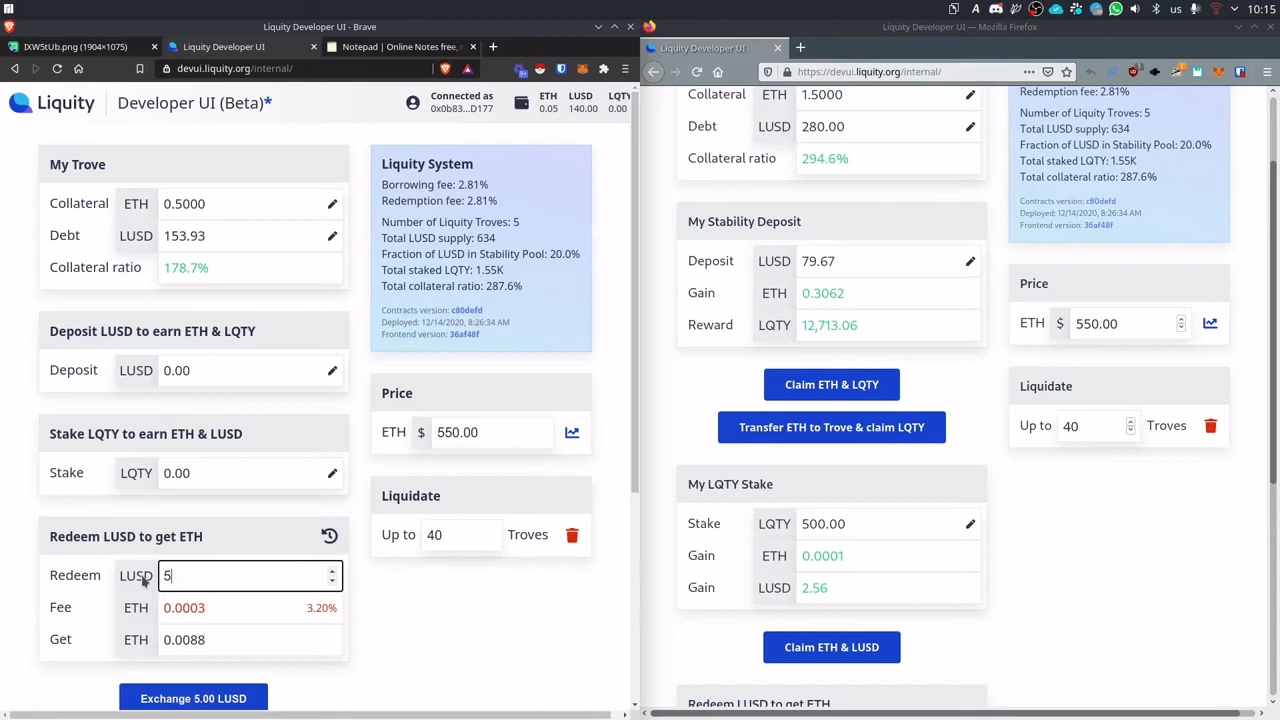 10:15
Liquity Developer UI - Brave
Liquity Developer UI — Mozilla Firefox
IXW5tUb.png (1904×1075)
Liquity Developer UI
Notepad | Online Notes free,
Liquity Developer UI
devui.liquity.org/internal/
https://devui.liquity.org/internal/
Liquity
Developer UI (Beta)*
Connected as
0x0b83...D177
ETH
0.05
LUSD
140.00
LQTY
0.00
My Trove
Collateral ETH 0.5000
Debt LUSD 153.93
Collateral ratio 178.7%
Deposit LUSD to earn ETH & LQTY
Deposit LUSD 0.00
Stake LQTY to earn ETH & LUSD
Stake LQTY 0.00
Redeem LUSD to get ETH
Redeem LUSD 5
Fee ETH 0.0003 3.20%
Get ETH 0.0088
Exchange 5.00 LUSD
Liquity System
Borrowing fee: 2.81%
Redemption fee: 2.81%
Number of Liquity Troves: 5
Total LUSD supply: 634
Fraction of LUSD in Stability Pool: 20.0%
Total staked LQTY: 1.55K
Total collateral ratio: 287.6%
Contracts version: c80defd
Deployed: 12/14/2020, 8:26:34 AM
Frontend version: 36af48f
Price
ETH $ 550.00
Liquidate
Up to 40 Troves
Collateral ETH 1.5000
Debt LUSD 280.00
Collateral ratio 294.6%
My Stability Deposit
Deposit LUSD 79.67
Gain ETH 0.3062
Reward LQTY 12,713.06
Claim ETH & LQTY
Transfer ETH to Trove & claim LQTY
My LQTY Stake
Stake LQTY 500.00
Gain ETH 0.0001
Gain LUSD 2.56
Claim ETH & LUSD
Redeem LUSD to get ETH
Redemption fee: 2.81%
Number of Liquity Troves: 5
Total LUSD supply: 634
Fraction of LUSD in Stability Pool: 20.0%
Total staked LQTY: 1.55K
Total collateral ratio: 287.6%
Contracts version: c80defd
Deployed: 12/14/2020, 8:26:34 AM
Frontend version: 36af48f
Price
ETH $ 550.00
Liquidate
Up to 40 Troves